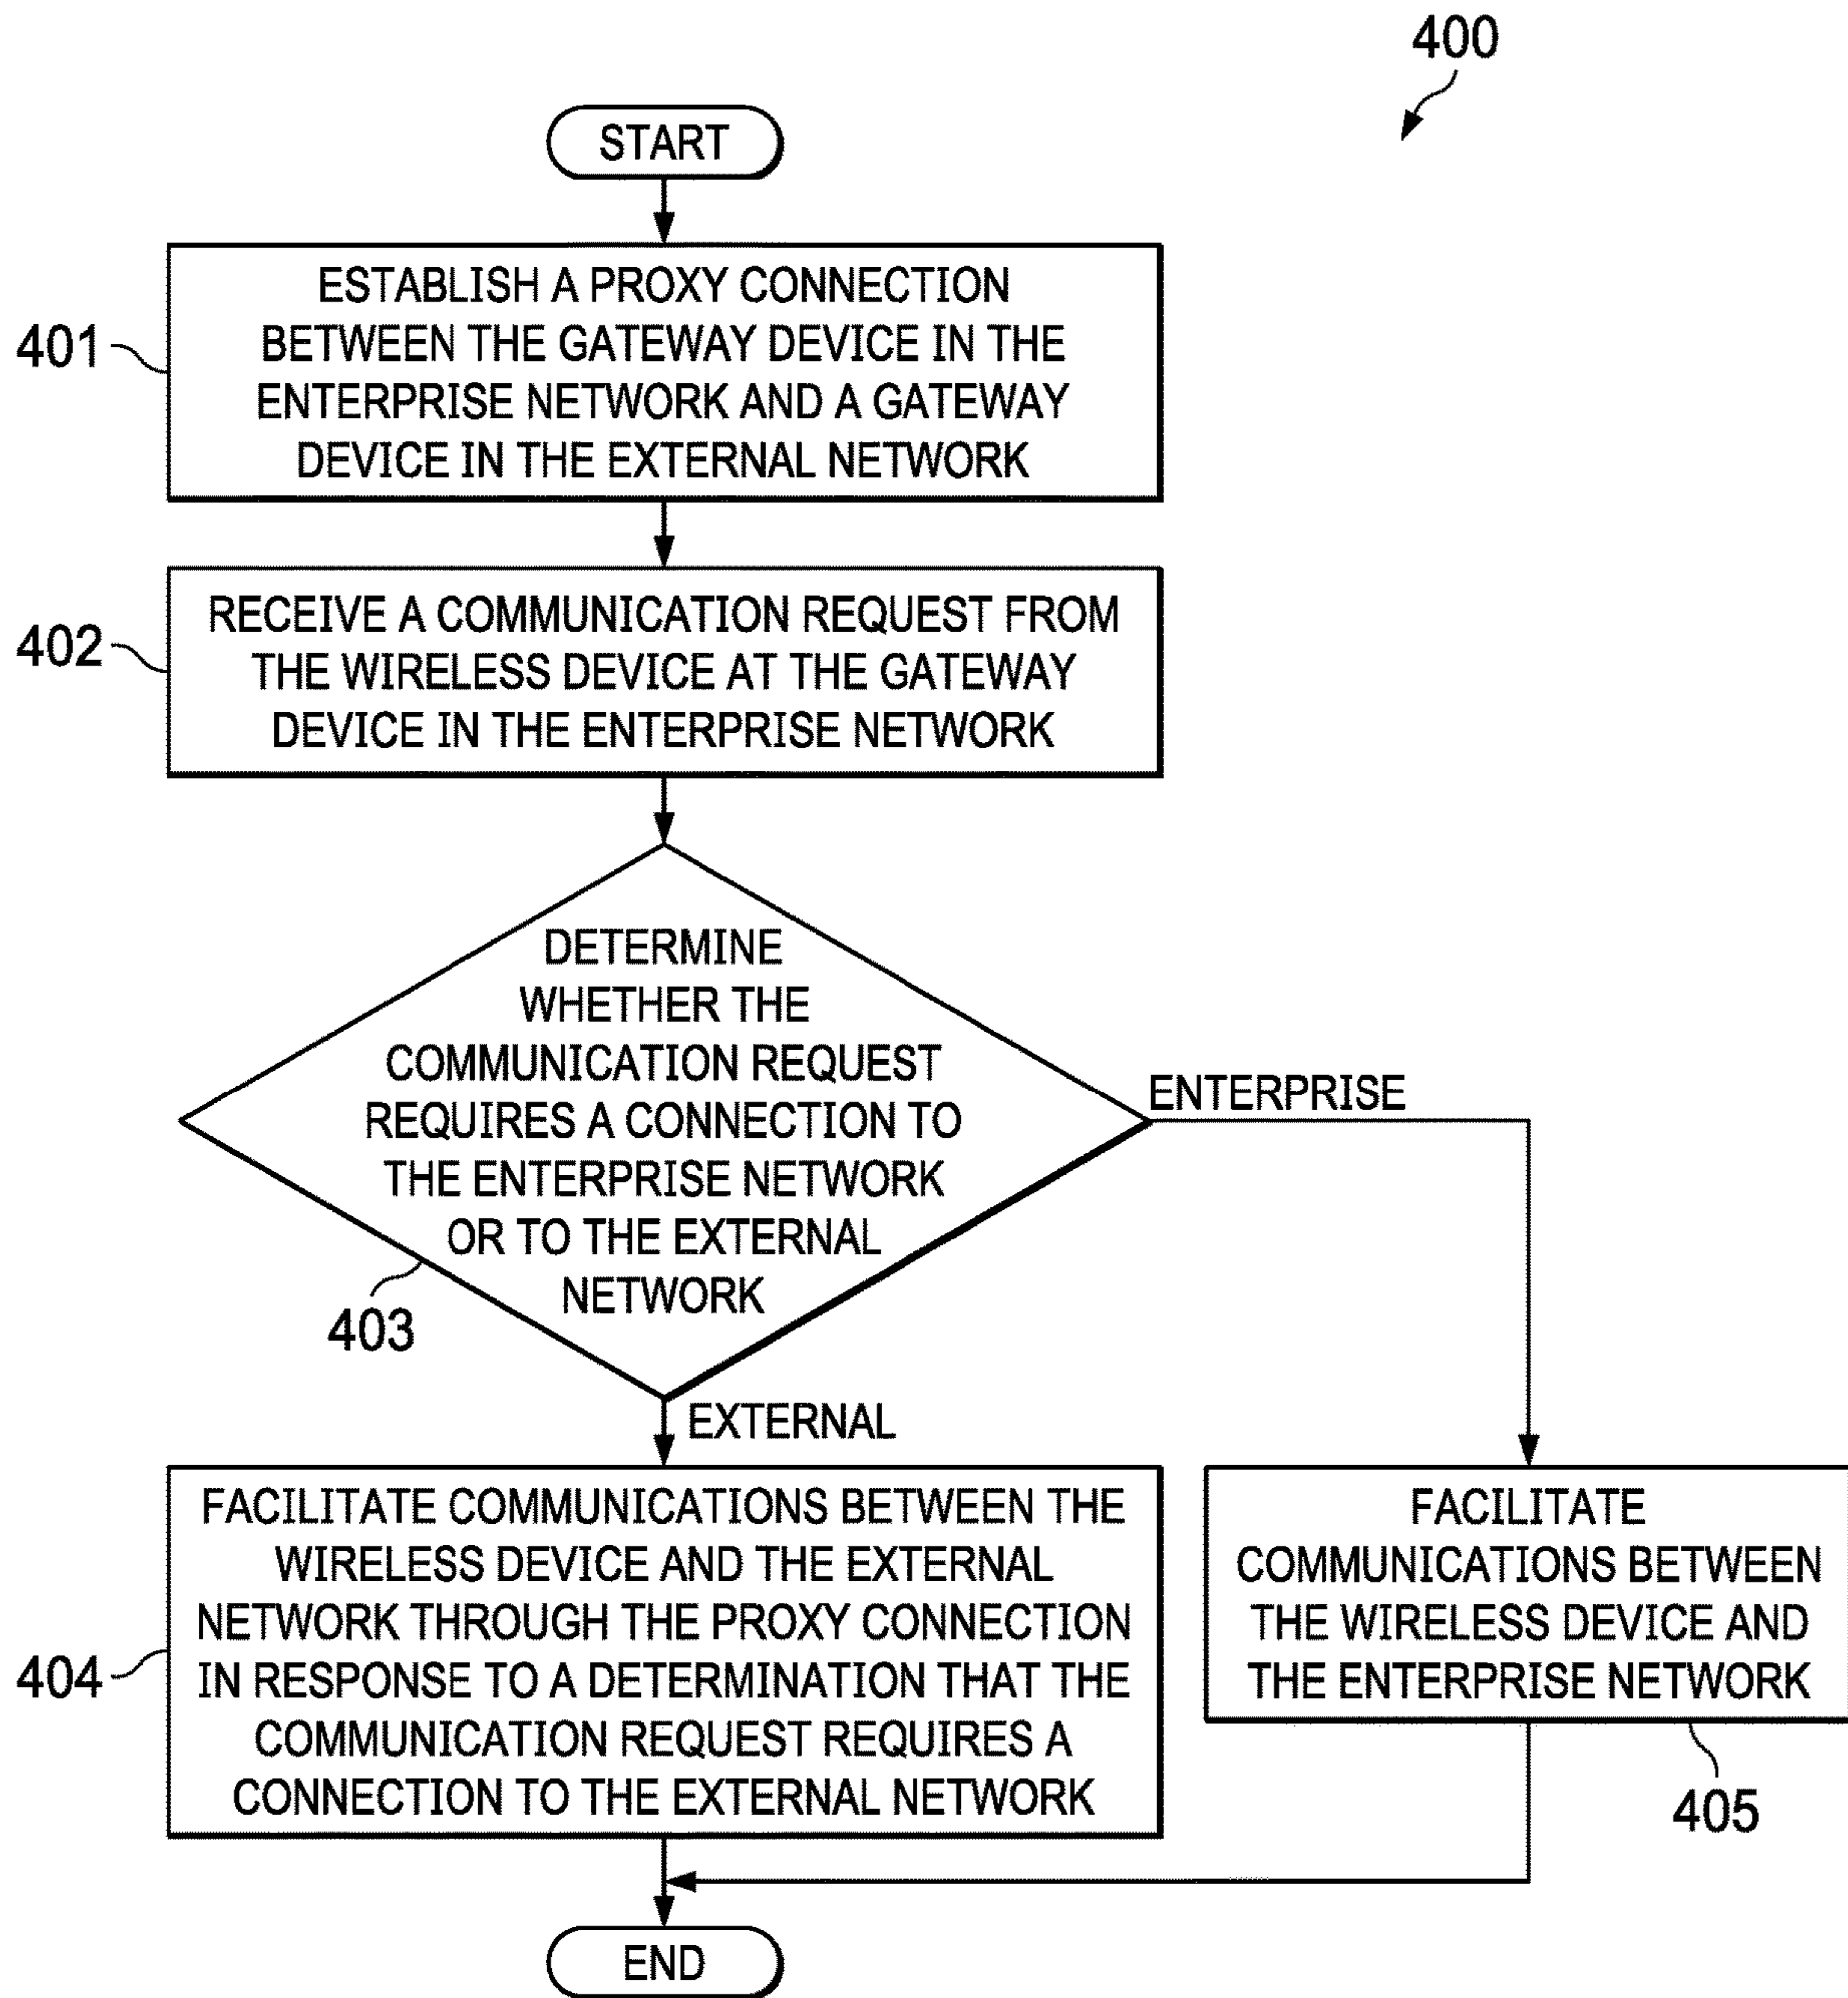 400
START
401
ESTABLISH A PROXY CONNECTION
BETWEEN THE GATEWAY DEVICE IN THE
ENTERPRISE NETWORK AND A GATEWAY
DEVICE IN THE EXTERNAL NETWORK
402
RECEIVE A COMMUNICATION REQUEST FROM
THE WIRELESS DEVICE AT THE GATEWAY
DEVICE IN THE ENTERPRISE NETWORK
DETERMINE
WHETHER THE
COMMUNICATION REQUEST
REQUIRES A CONNECTION TO
THE ENTERPRISE NETWORK
OR TO THE EXTERNAL
NETWORK
403
ENTERPRISE
EXTERNAL
404
FACILITATE COMMUNICATIONS BETWEEN THE
WIRELESS DEVICE AND THE EXTERNAL
NETWORK THROUGH THE PROXY CONNECTION
IN RESPONSE TO A DETERMINATION THAT THE
COMMUNICATION REQUEST REQUIRES A
CONNECTION TO THE EXTERNAL NETWORK
FACILITATE
COMMUNICATIONS BETWEEN
THE WIRELESS DEVICE AND
THE ENTERPRISE NETWORK
405
END